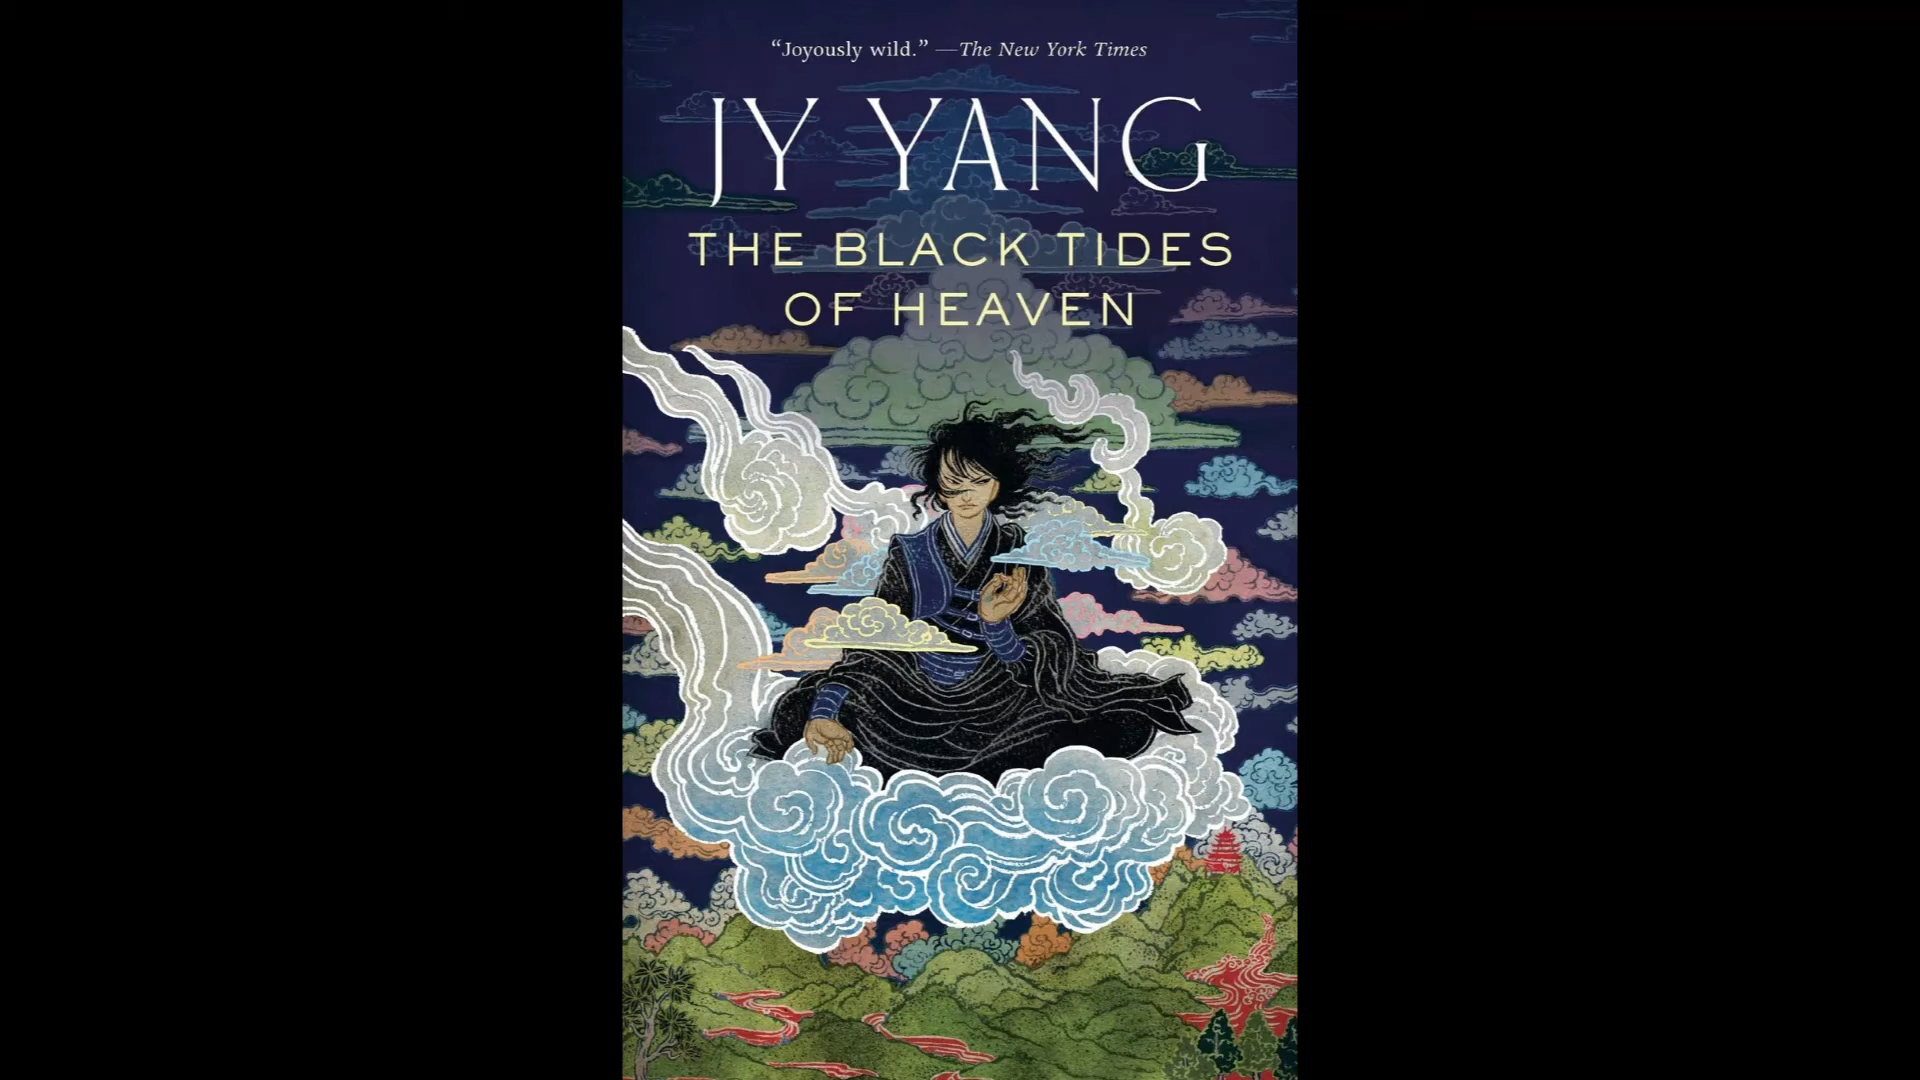 “Joyously wild.” —The New York Times
JY YANG
THE BLACK TIDES
OF HEAVEN